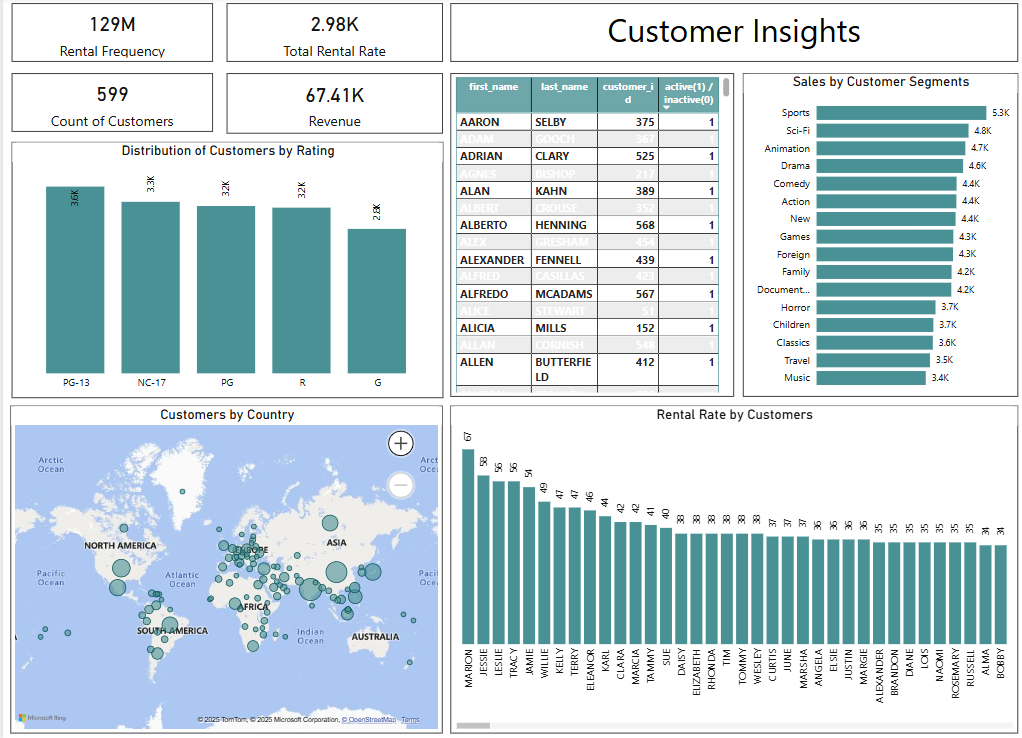 129M
Rental Frequency
2.98K
Total Rental Rate
Customer Insights
599
Count of Customers
67.41K
Revenue
first_name last_name customer_i active(1) /
d inactive(0)
AARON SELBY 375 1
ADAM GOOCH 367 1
ADRIAN CLARY 525 1
AGNES BISHOP 217 1
ALAN KAHN 389 1
ALBERT CROUSE 352 1
ALBERTO HENNING 568 1
ALEX GRESHAM 454 1
ALEXANDER FENNELL 439 1
ALFRED CASILLAS 423 1
ALFREDO MCADAMS 567 1
ALICE STEWART 51 1
ALICIA MILLS 152 1
ALLAN CORNISH 548 1
ALLEN BUTTERFIE 412 1
LD
Sales by Customer Segments
Sports 5.3K
Sci-Fi 4.8K
Animation 4.7K
Drama 4.6K
Comedy 4.4K
Action 4.4K
New 4.4K
Games 4.3K
Foreign 4.3K
Family 4.2K
Document... 4.2K
Horror 3.7K
Children 3.7K
Classics 3.6K
Travel 3.5K
Music 3.4K
Distribution of Customers by Rating
3.6K 3.3K 3.2K 3.2K 2.8K
PG-13 NC-17 PG R G
Customers by Country
Arctic
Ocean
Arct
Ocea
NORTH AMERICA
EUROPE
ASIA
Pacific
Ocean
Atlantic
Ocean
Pacif
Ocea
AFRICA
SOUTH AMERICA
Indian
Ocean
AUSTRALIA
Microsoft Bing
© 2025 TomTom, © 2025 Microsoft Corporation, © OpenStreetMap Terms
Rental Rate by Customers
67 58 56 56 54 49 47 47 46 44 42 42 41 40 38 38 38 38 38 38 37 37 37 36 36 36 36 35 35 35 35 35 35 35 34 34
MARION JESSIE LESLIE TRACY JAMIE WILLIE KELLY TERRY ELEANOR KARL CLARA MARCIA TAMMY SUE DAISY ELIZABETH RHONDA TIM TOMMY WESLEY CURTIS JUNE MARSHA ANGELA ELSIE JUSTIN MARGIE ALEXANDER BRANDON DIANE LOIS NAOMI ROSEMARY RUSSELL ALMA BOBBY